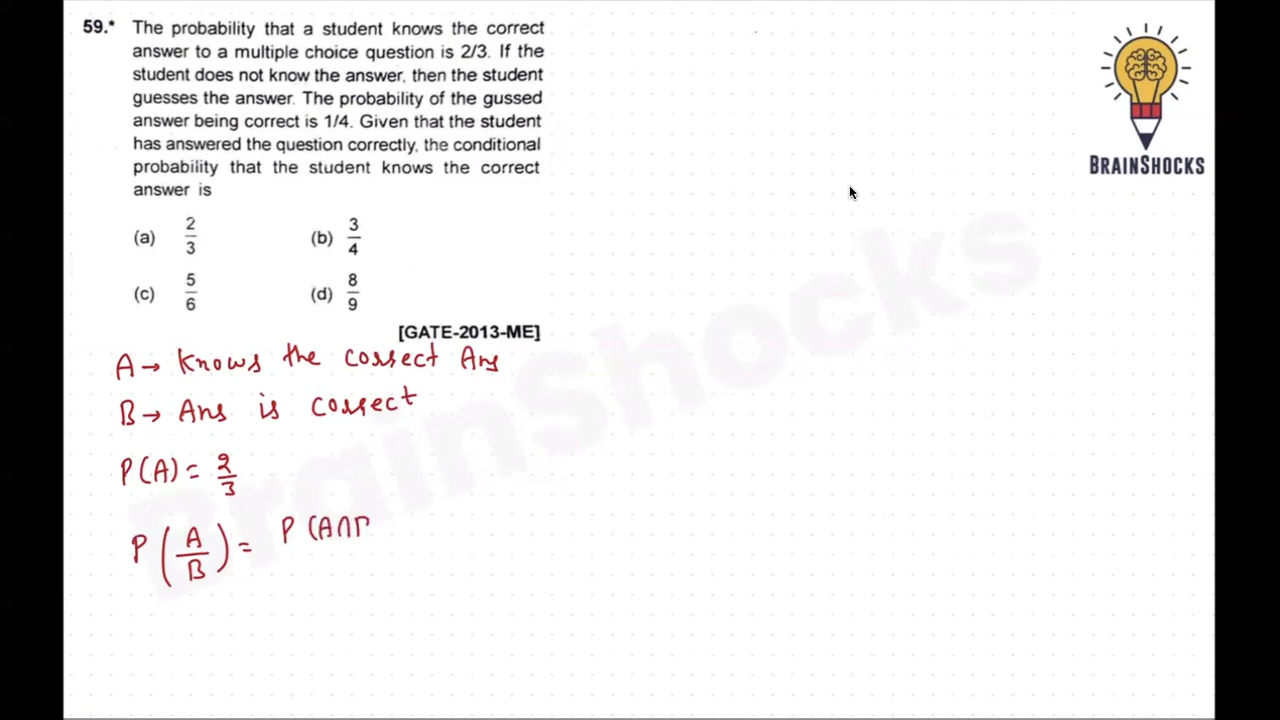 59.* The probability that a student knows the correct
answer to a multiple choice question is 2/3. If the
student does not know the answer, then the student
guesses the answer. The probability of the gussed
answer being correct is 1/4. Given that the student
has answered the question correctly, the conditional
probability that the student knows the correct
answer is
(a) 2/3 (b) 3/4
(c) 5/6 (d) 8/9
[GATE-2013-ME]
A → Knows the correct Ans
B → Ans is correct
P(A) = 2/3
P(A/B) = P(A∩
BRAINSHOCKS
Brainshocks